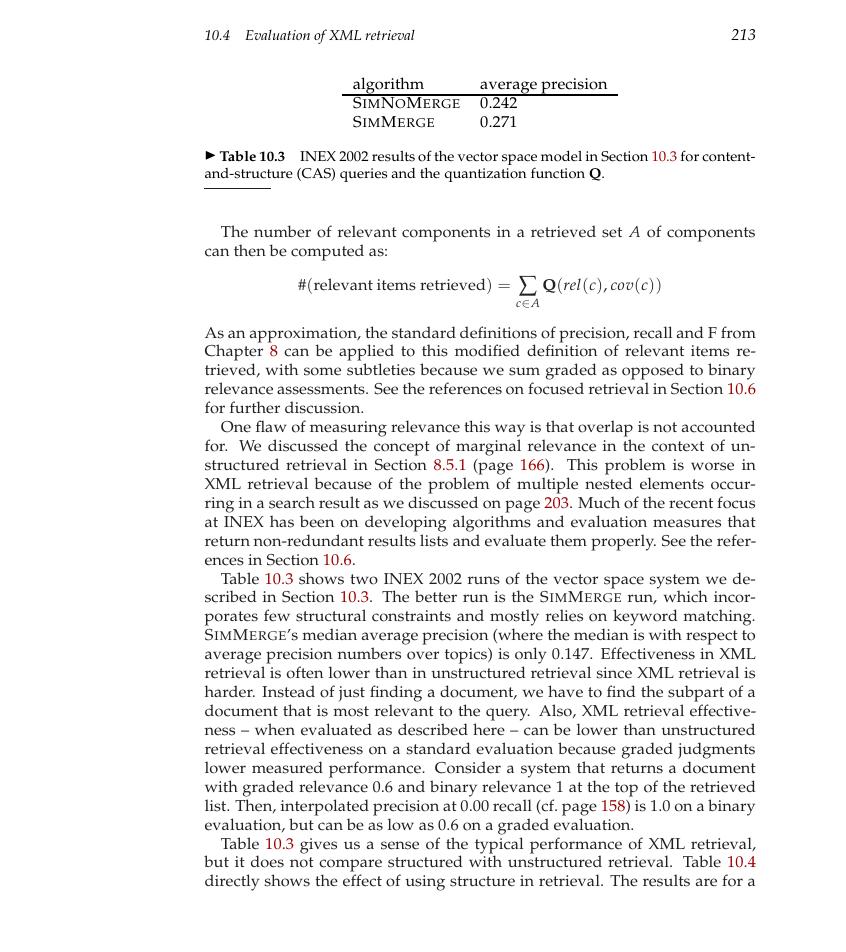 10.4 Evaluation of XML retrieval 213
algorithm average precision
SIMNOMERGE 0.242
SIMMERGE 0.271
▶ Table 10.3 INEX 2002 results of the vector space model in Section 10.3 for content-
and-structure (CAS) queries and the quantization function Q.
The number of relevant components in a retrieved set A of components
can then be computed as:
#(relevant items retrieved) = ∑ Q(rel(c), cov(c))
c∈A
As an approximation, the standard definitions of precision, recall and F from
Chapter 8 can be applied to this modified definition of relevant items re-
trieved, with some subtleties because we sum graded as opposed to binary
relevance assessments. See the references on focused retrieval in Section 10.6
for further discussion.
One flaw of measuring relevance this way is that overlap is not accounted
for. We discussed the concept of marginal relevance in the context of un-
structured retrieval in Section 8.5.1 (page 166). This problem is worse in
XML retrieval because of the problem of multiple nested elements occur-
ring in a search result as we discussed on page 203. Much of the recent focus
at INEX has been on developing algorithms and evaluation measures that
return non-redundant results lists and evaluate them properly. See the refer-
ences in Section 10.6.
Table 10.3 shows two INEX 2002 runs of the vector space system we de-
scribed in Section 10.3. The better run is the SIMMERGE run, which incor-
porates few structural constraints and mostly relies on keyword matching.
SIMMERGE's median average precision (where the median is with respect to
average precision numbers over topics) is only 0.147. Effectiveness in XML
retrieval is often lower than in unstructured retrieval since XML retrieval is
harder. Instead of just finding a document, we have to find the subpart of a
document that is most relevant to the query. Also, XML retrieval effective-
ness – when evaluated as described here – can be lower than unstructured
retrieval effectiveness on a standard evaluation because graded judgments
lower measured performance. Consider a system that returns a document
with graded relevance 0.6 and binary relevance 1 at the top of the retrieved
list. Then, interpolated precision at 0.00 recall (cf. page 158) is 1.0 on a binary
evaluation, but can be as low as 0.6 on a graded evaluation.
Table 10.3 gives us a sense of the typical performance of XML retrieval,
but it does not compare structured with unstructured retrieval. Table 10.4
directly shows the effect of using structure in retrieval. The results are for a